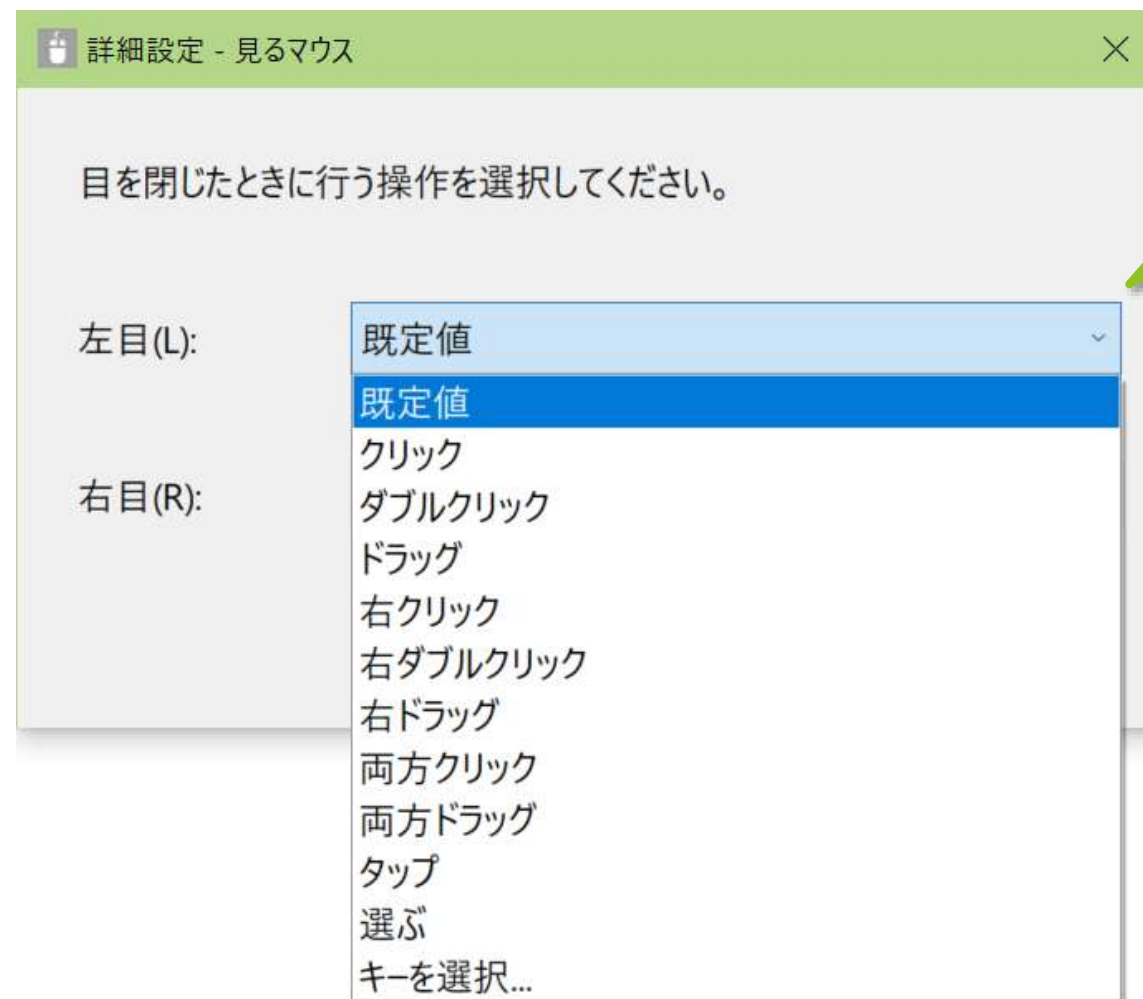 詳細設定 - 見るマウス
目を閉じたときに行う操作を選択してください。
左目(L):
既定値
既定値
クリック
ダブルクリック
右目(R):
ドラッグ
右クリック
右ダブルクリック
右ドラッグ
両方クリック
両方ドラッグ
タップ
選ぶ
キーを選択...